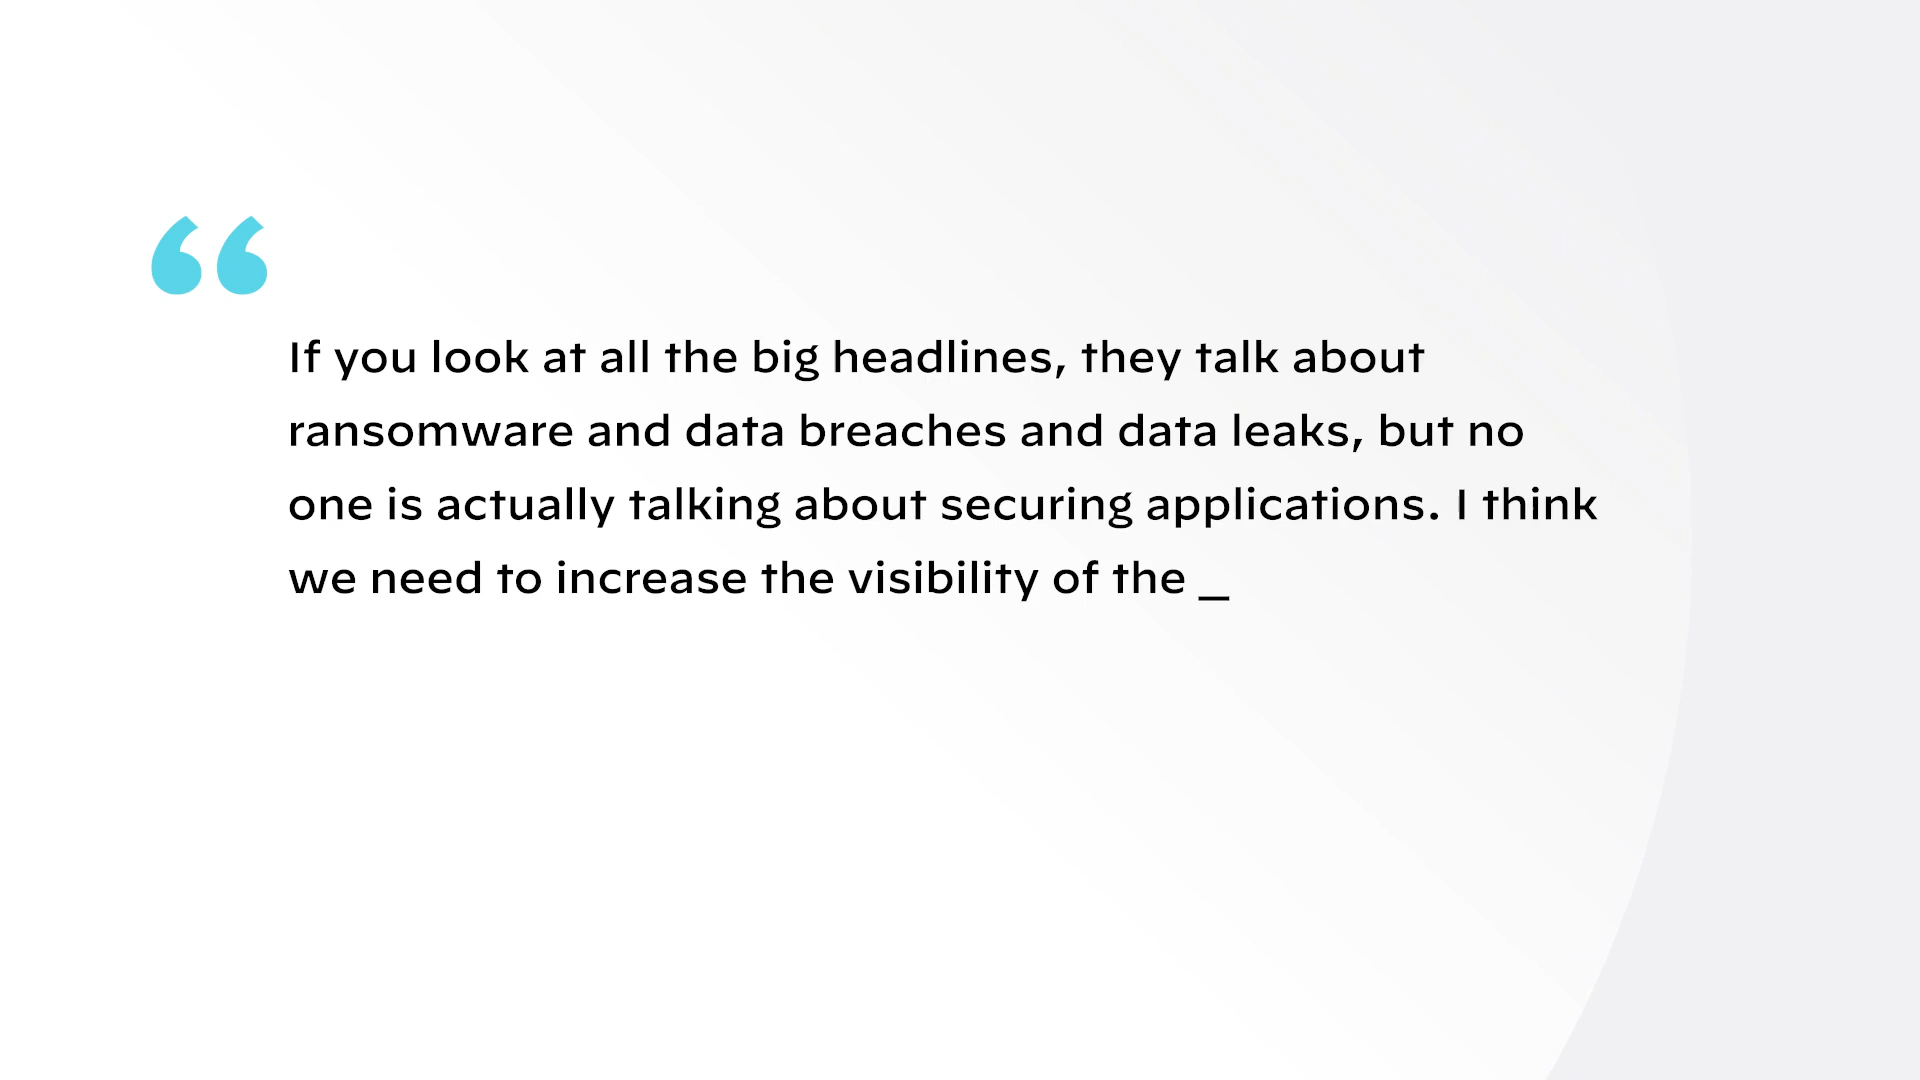 “
If you look at all the big headlines, they talk about
ransomware and data breaches and data leaks, but no
one is actually talking about securing applications. I think
we need to increase the visibility of the _